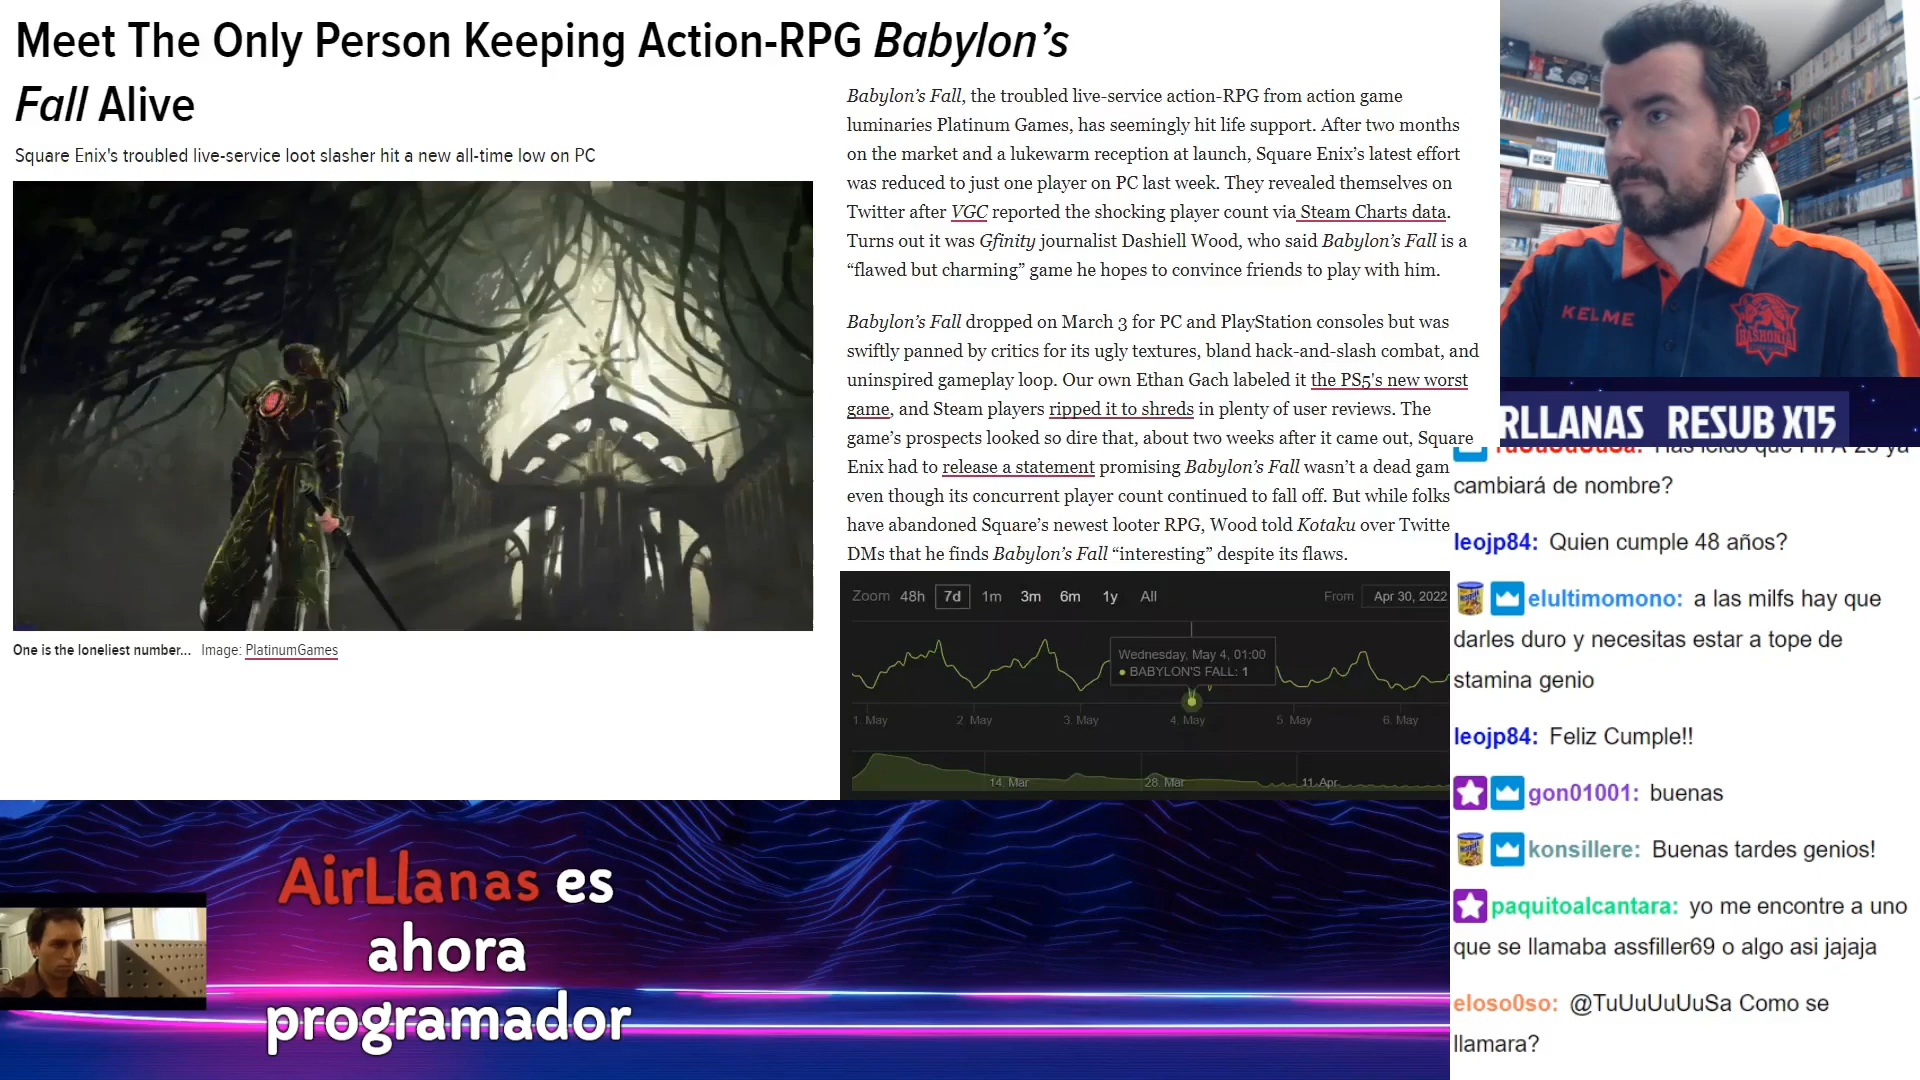 Meet The Only Person Keeping Action-RPG Babylon's
Fall Alive
Square Enix's troubled live-service loot slasher hit a new all-time low on PC
One is the loneliest number... Image: PlatinumGames
Babylon's Fall, the troubled live-service action-RPG from action game
luminaries Platinum Games, has seemingly hit life support. After two months
on the market and a lukewarm reception at launch, Square Enix's latest effort
was reduced to just one player on PC last week. They revealed themselves on
Twitter after VGC reported the shocking player count via Steam Charts data.
Turns out it was Gfinity journalist Dashiell Wood, who said Babylon's Fall is a
“flawed but charming” game he hopes to convince friends to play with him.
Babylon's Fall dropped on March 3 for PC and PlayStation consoles but was
swiftly panned by critics for its ugly textures, bland hack-and-slash combat, and
uninspired gameplay loop. Our own Ethan Gach labeled it the PS5's new worst
game, and Steam players ripped it to shreds in plenty of user reviews. The
game's prospects looked so dire that, about two weeks after it came out, Square
Enix had to release a statement promising Babylon's Fall wasn't a dead gam
even though its concurrent player count continued to fall off. But while folks
have abandoned Square's newest looter RPG, Wood told Kotaku over Twitte
DMs that he finds Babylon's Fall “interesting” despite its flaws.
Zoom 48h 7d 1m 3m 6m 1y All From Apr 30, 2022
Wednesday, May 4, 01:00
BABYLON'S FALL: 1
1. May 2. May 3. May 4. May 5. May 6. May
14. Mar 28. Mar 11. Apr
KELME
BASKONIA
RLLANAS RESUB X15
TuUuUuUuSa: Has leído que FIFA 23 ya
cambiará de nombre?
leojp84: Quien cumple 48 años?
elultimomono: a las milfs hay que
darles duro y necesitas estar a tope de
stamina genio
leojp84: Feliz Cumple!!
gon01001: buenas
konsillere: Buenas tardes genios!
paquitoalcantara: yo me encontre a uno
que se llamaba assfiller69 o algo asi jajaja
eloso0so: @TuUuUuUuSa Como se
llamara?
AirLlanas es
ahora
programador